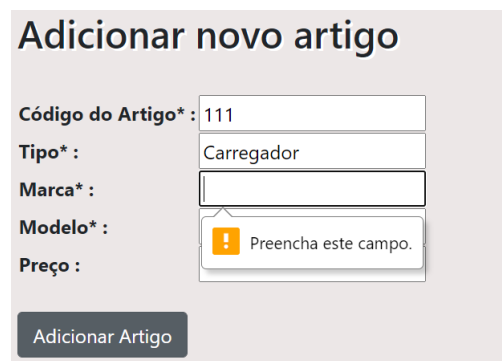 Adicionar novo artigo
Código do Artigo* : 111
Tipo* : Carregador
Marca* :
Modelo* :
Preencha este campo.
Preço :
Adicionar Artigo